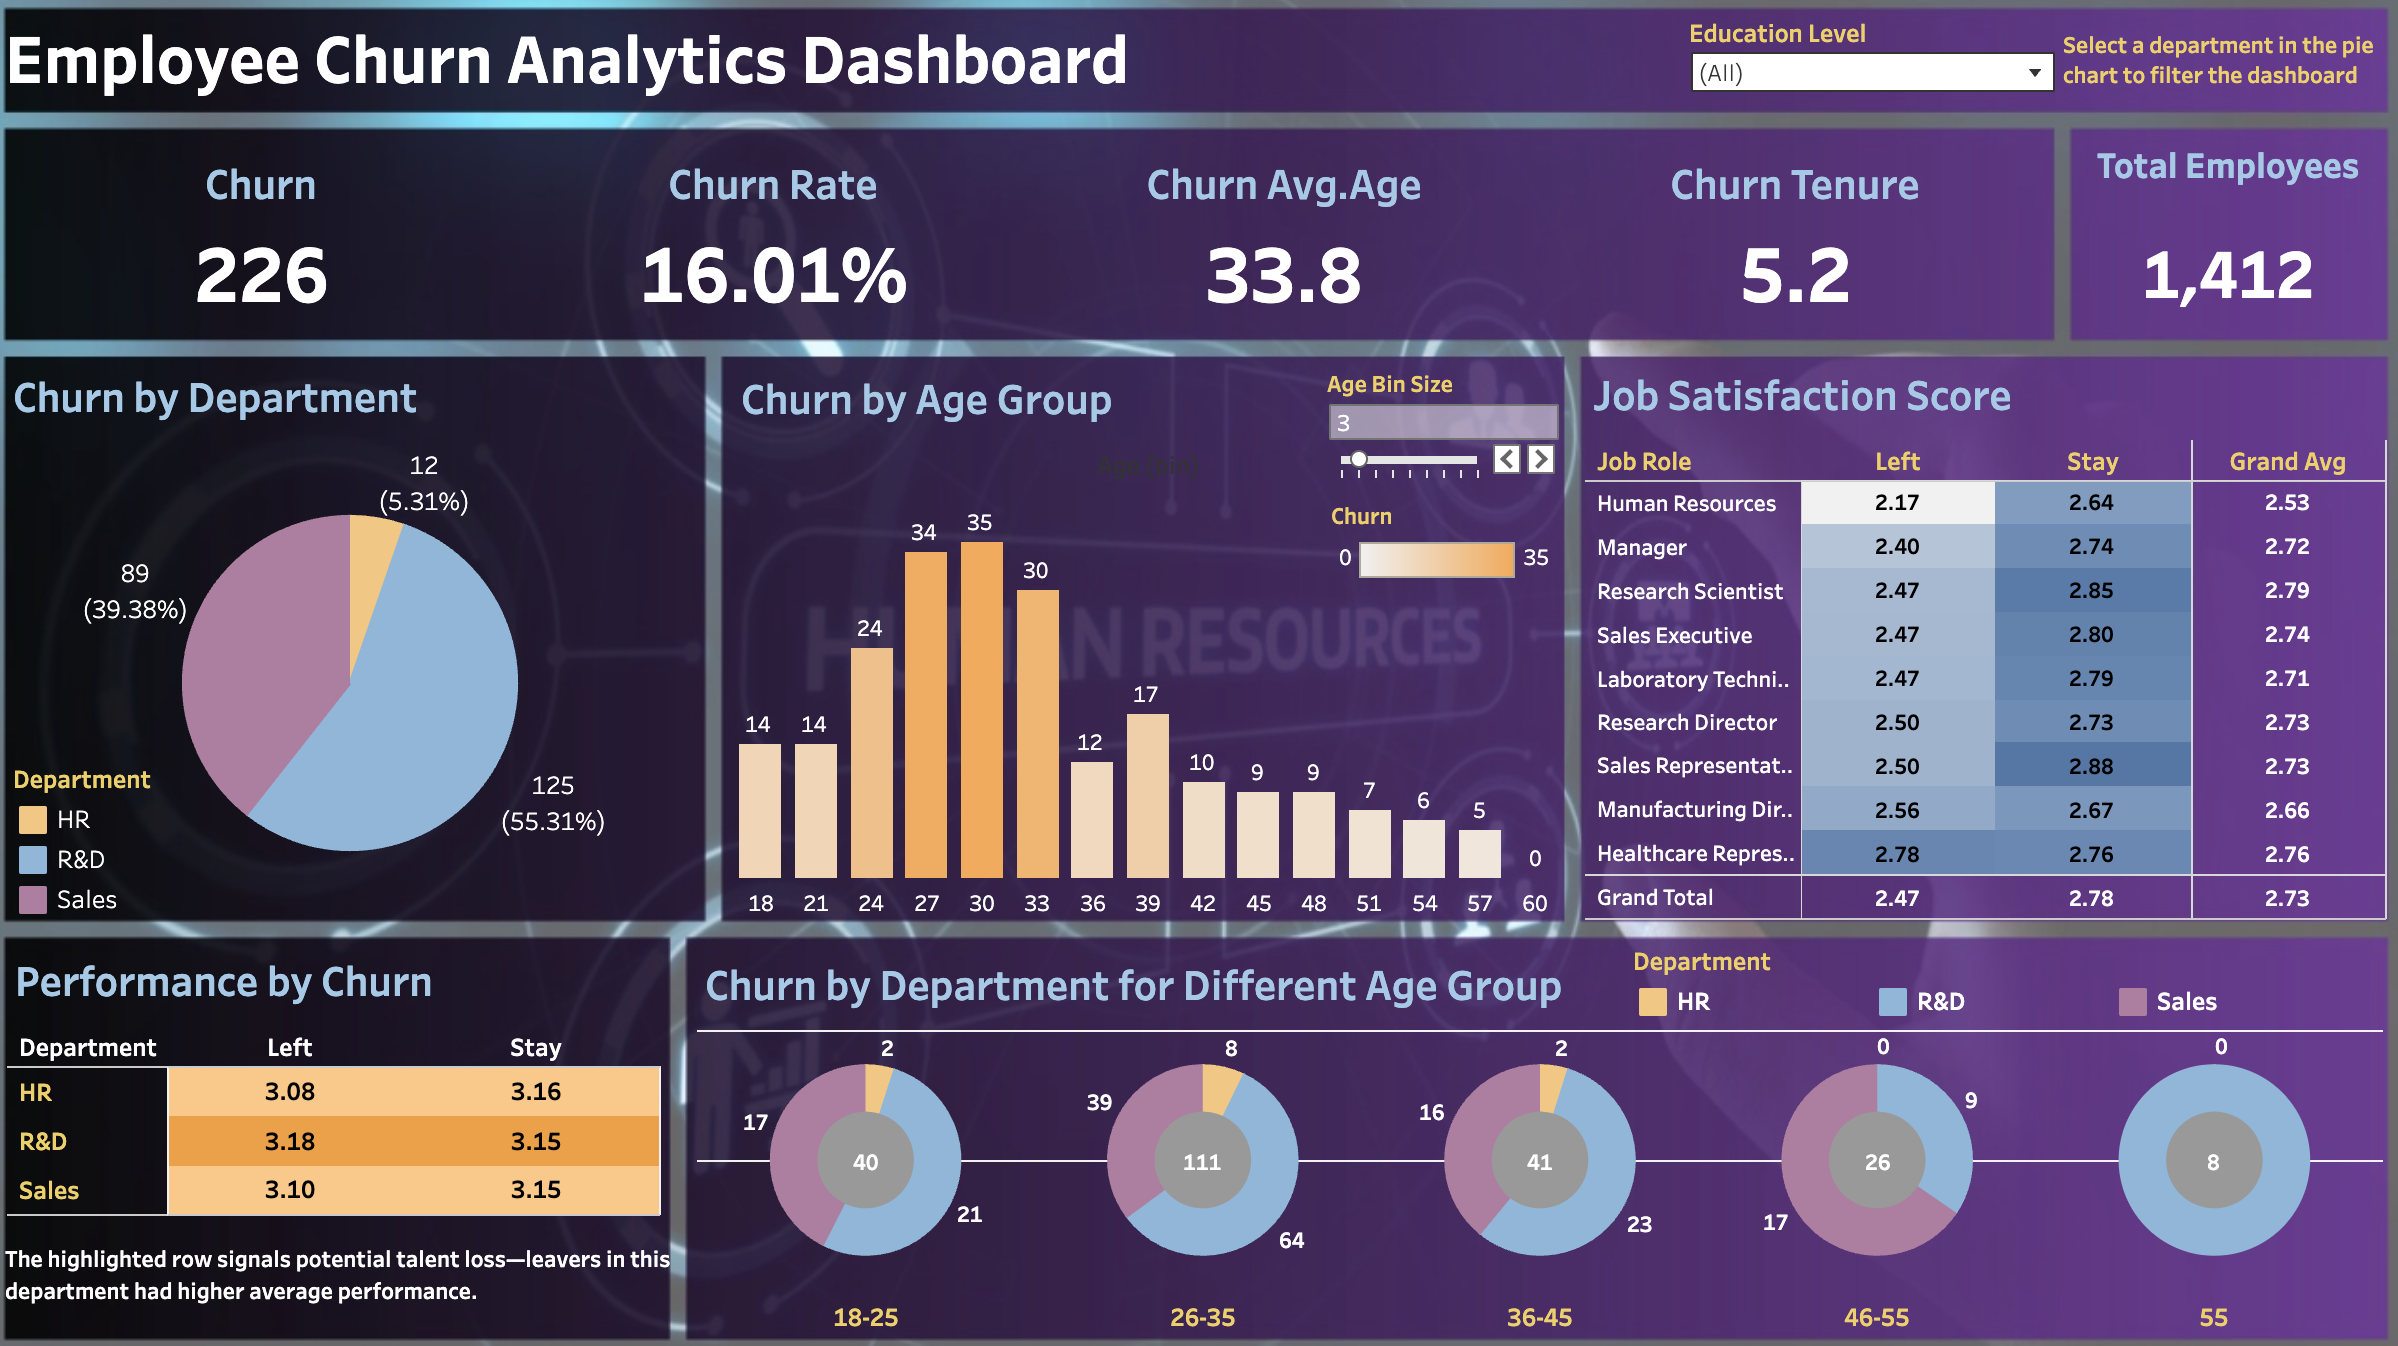 Employee Churn Analytics Dashboard
Education Level
(All)
Select a department in the pie
chart to filter the dashboard
Churn
226
Churn Rate
16.01%
Churn Avg.Age
33.8
Churn Tenure
5.2
Total Employees
1,412
Churn by Department
12
(5.31%)
89
(39.38%)
125
(55.31%)
Department
HR
R&D
Sales
Churn by Age Group
Age Bin Size
3
Age (bin)
Churn
0 35
HUMAN RESOURCES
14 14 24 34 35 30 12 17 10 9 9 7 6 5 0
18 21 24 27 30 33 36 39 42 45 48 51 54 57 60
Job Satisfaction Score
Job Role Left Stay Grand Avg
Human Resources 2.17 2.64 2.53
Manager 2.40 2.74 2.72
Research Scientist 2.47 2.85 2.79
Sales Executive 2.47 2.80 2.74
Laboratory Techni.. 2.47 2.79 2.71
Research Director 2.50 2.73 2.73
Sales Representat.. 2.50 2.88 2.73
Manufacturing Dir.. 2.56 2.67 2.66
Healthcare Repres.. 2.78 2.76 2.76
Grand Total 2.47 2.78 2.73
Performance by Churn
Department Left Stay
HR 3.08 3.16
R&D 3.18 3.15
Sales 3.10 3.15
The highlighted row signals potential talent loss—leavers in this
department had higher average performance.
Churn by Department for Different Age Group
Department
HR R&D Sales
2 17 40 21
8 39 111 64
2 16 41 23
0 9 26 17
0 8
18-25 26-35 36-45 46-55 55